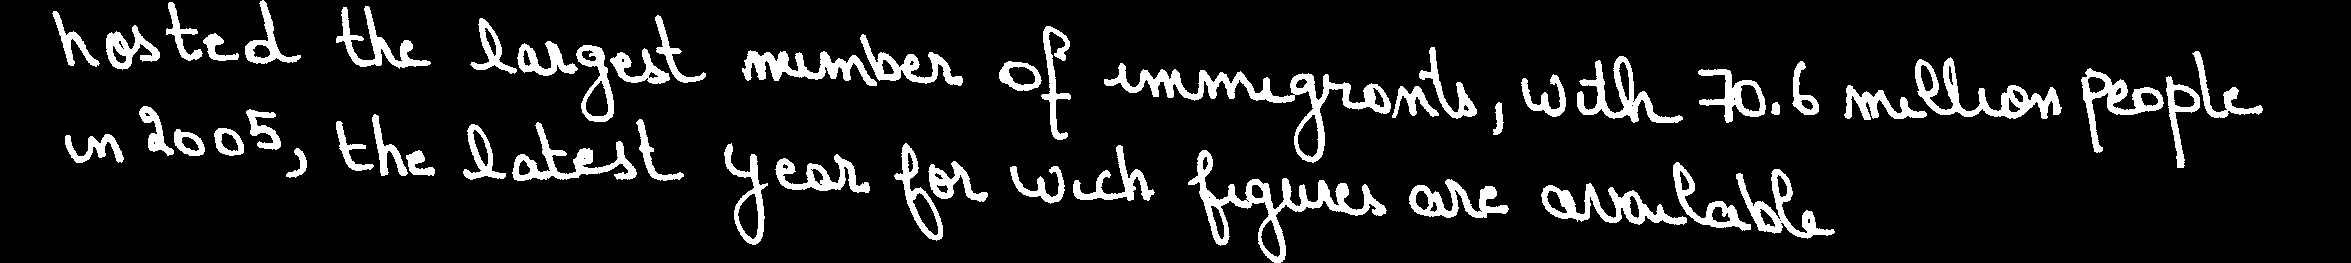 hosted the largest number of immigrants, with 70.6 million people
in 2005, the latest year for wich figures are available